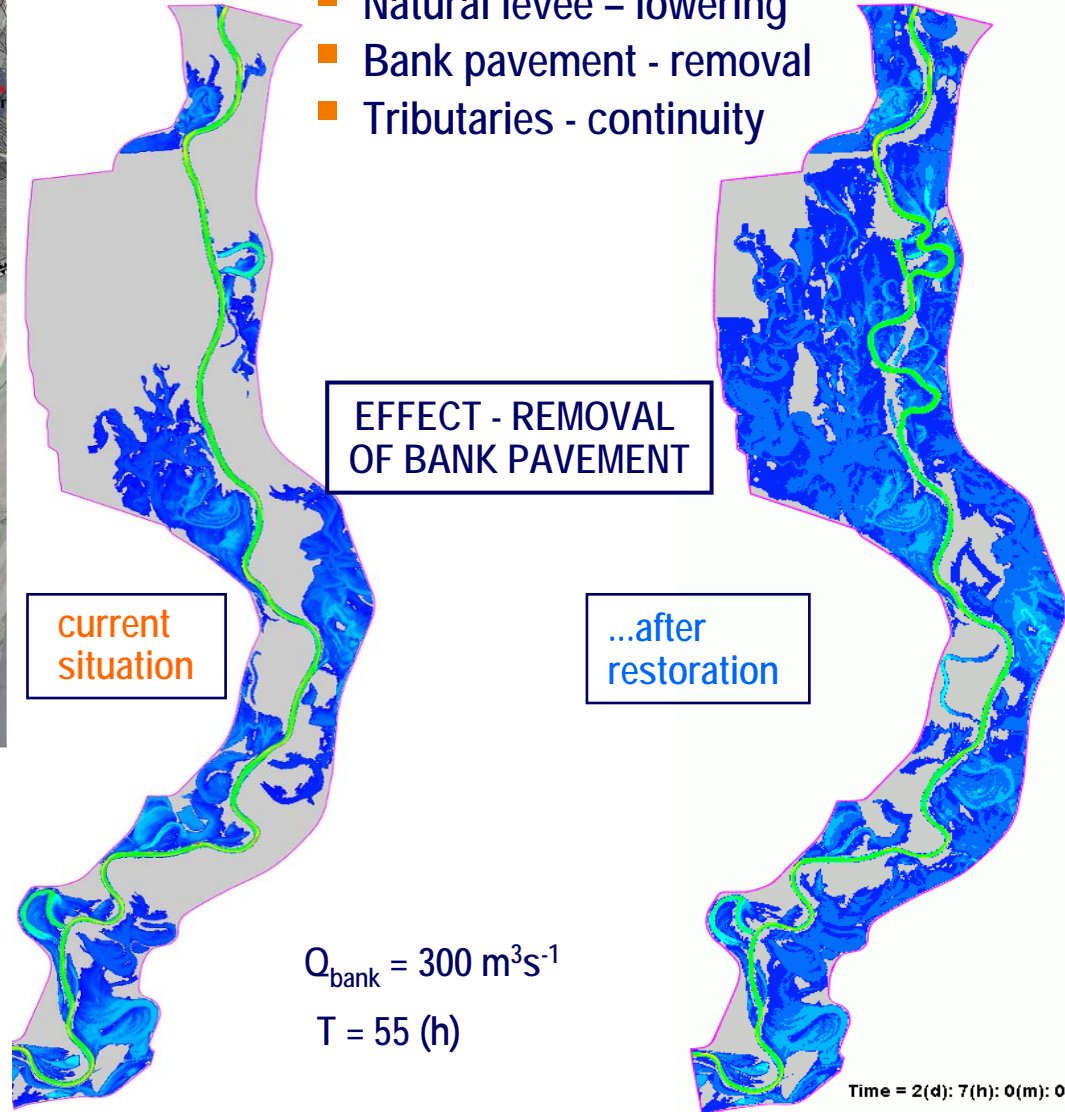 Natural levee – lowering
Bank pavement - removal
Tributaries - continuity
EFFECT - REMOVAL
OF BANK PAVEMENT
current
situation
...after
restoration
Qbank = 300 m³s⁻¹
T = 55 (h)
Time = 2(d): 7(h): 0(m): 0